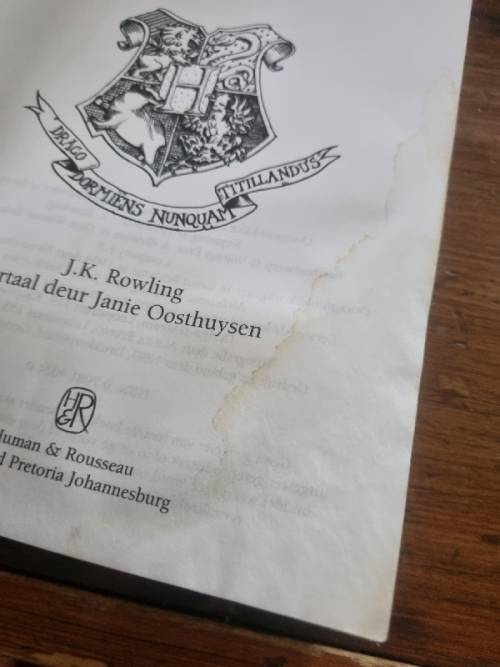 H
DRACO DORMIENS NUNQUAM TITILLANDUS
J.K. Rowling
rtaal deur Janie Oosthuysen
H&R
Human & Rousseau
d Pretoria Johannesburg